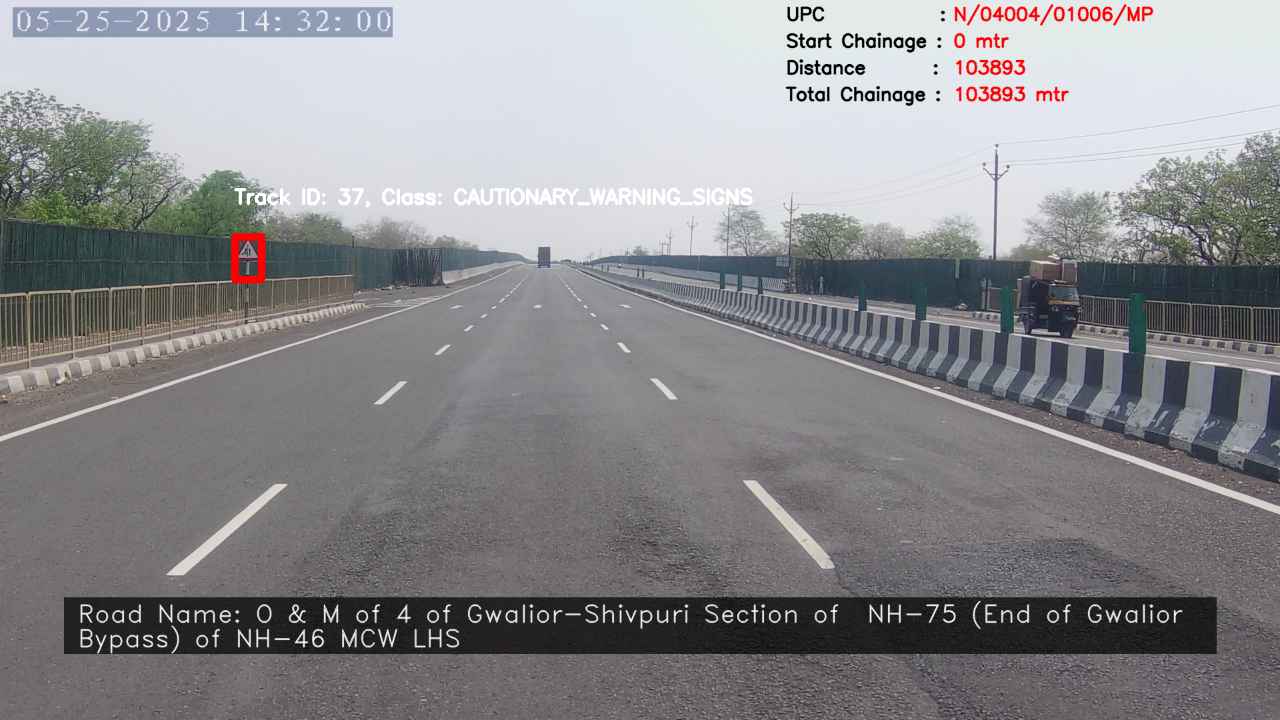 05-25-2025 14:32:00
UPC : N/04004/01006/MP
Start Chainage : 0 mtr
Distance : 103893
Total Chainage : 103893 mtr
Track ID: 37, Class: CAUTIONARY_WARNING_SIGNS
Road Name: O & M of 4 of Gwalior-Shivpuri Section of NH-75 (End of Gwalior
Bypass) of NH-46 MCW LHS